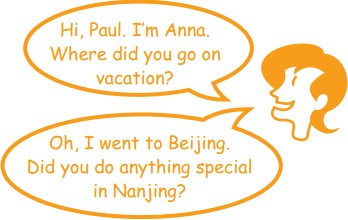 Hi, Paul. I'm Anna.
Where did you go on
vacation?
Oh, I went to Beijing.
Did you do anything special
in Nanjing?